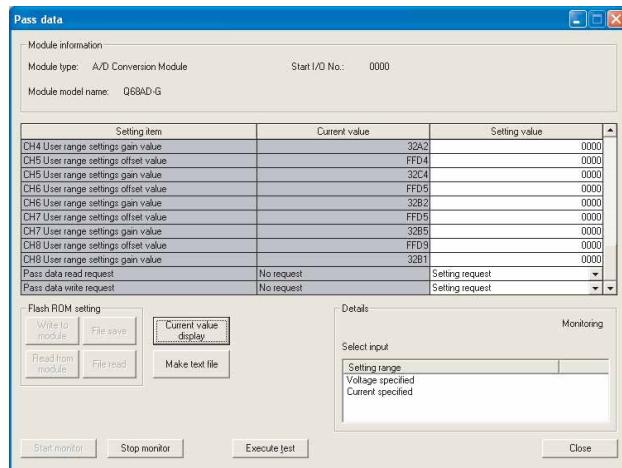 Pass data
Module information
Module type: A/D Conversion Module Start I/O No.: 0000
Module model name: Q68AD-G
Setting item Current value Setting value
CH4 User range settings gain value 32A2 0000
CH5 User range settings offset value FFD4 0000
CH5 User range settings gain value 32C4 0000
CH6 User range settings offset value FFD5 0000
CH6 User range settings gain value 32B2 0000
CH7 User range settings offset value FFD5 0000
CH7 User range settings gain value 32B5 0000
CH8 User range settings offset value FFD9 0000
CH8 User range settings gain value 32B1 0000
Pass data read request No request Setting request
Pass data write request No request Setting request
Flash ROM setting
Write to
module
File save
Current value
display
Read from
module
File read
Make text file
Details
Monitoring
Select input
Setting range
Voltage specified
Current specified
Start monitor Stop monitor Execute test Close